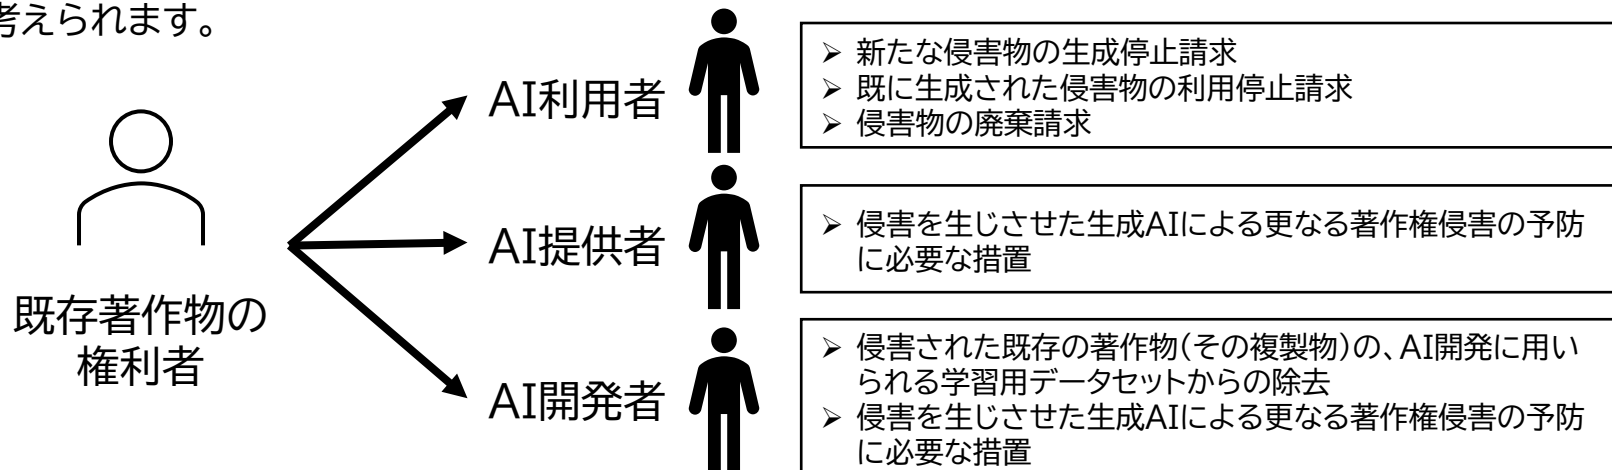 考えられます。
AI利用者
➢ 新たな侵害物の生成停止請求
➢ 既に生成された侵害物の利用停止請求
➢ 侵害物の廃棄請求
既存著作物の
権利者
AI提供者
➢ 侵害を生じさせた生成AIによる更なる著作権侵害の予防
に必要な措置
AI開発者
➢ 侵害された既存の著作物(その複製物)の、AI開発に用い
られる学習用データセットからの除去
➢ 侵害を生じさせた生成AIによる更なる著作権侵害の予防
に必要な措置